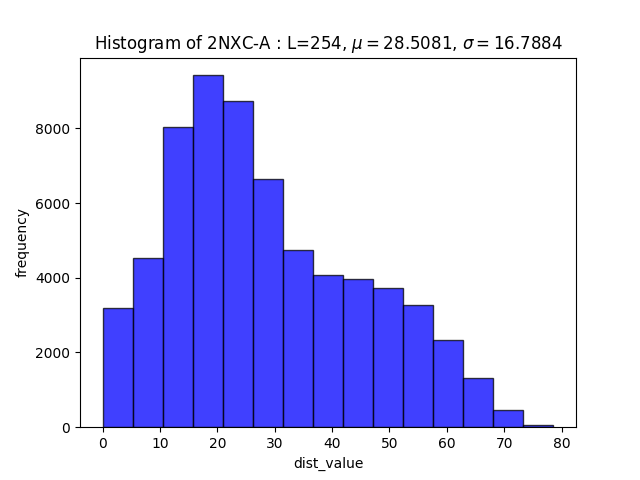 Histogram of 2NXC-A : L=254, μ = 28.5081, σ = 16.7884
frequency
8000
6000
4000
2000
0
0 10 20 30 40 50 60 70 80
dist_value